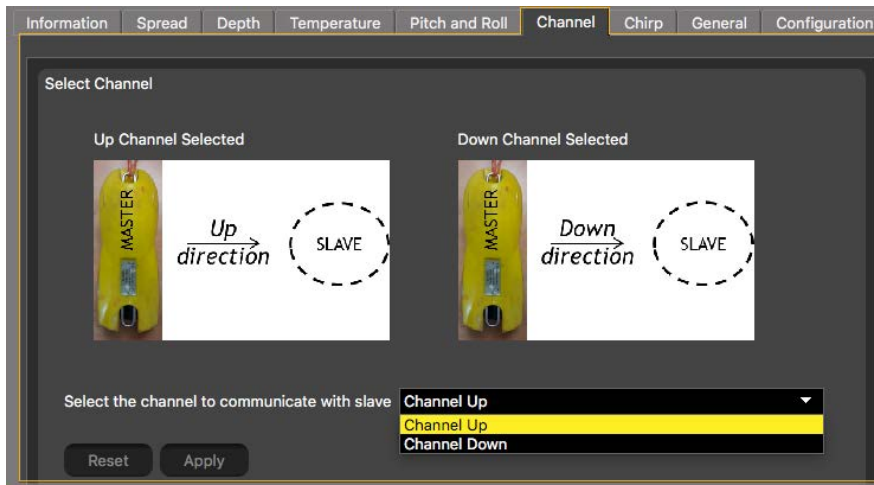 Information Spread Depth Temperature Pitch and Roll Channel Chirp General Configuration
Select Channel
Up Channel Selected
Down Channel Selected
MASTER
Up
direction
SLAVE
MASTER
Down
direction
SLAVE
Select the channel to communicate with slave Channel Up
Channel Up
Channel Down
Reset Apply